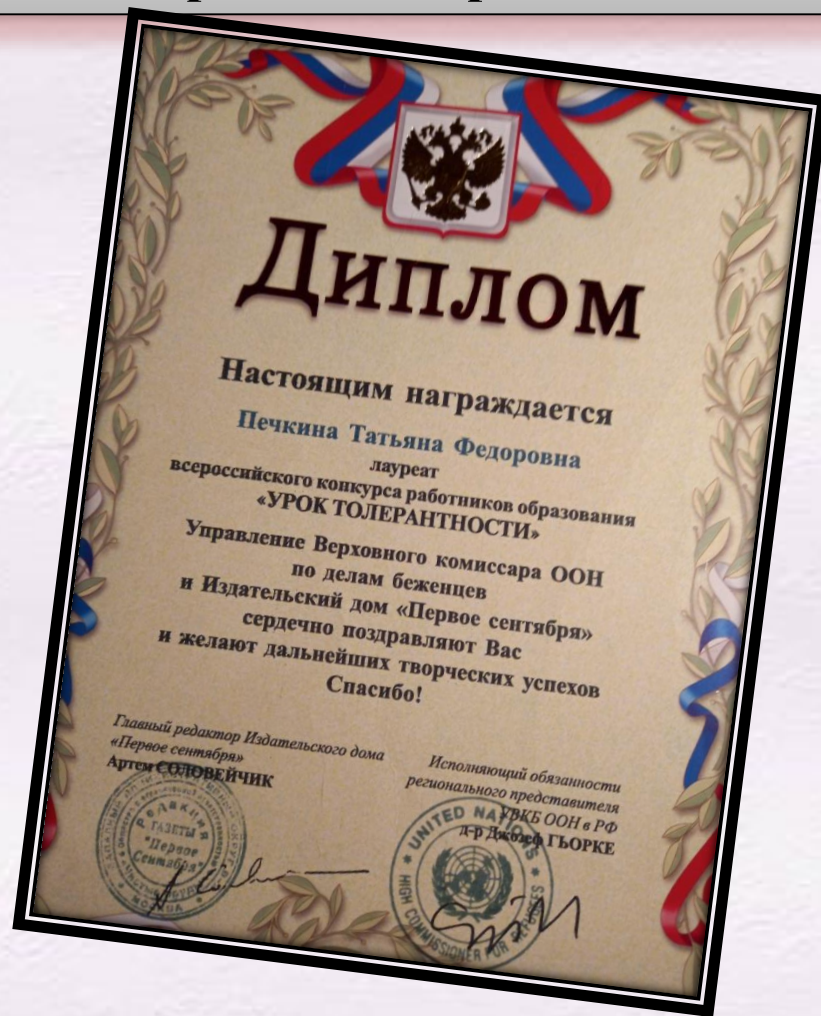 Диплом
Настоящим награждается
Печкина Татьяна Федоровна
лауреат
всероссийского конкурса работников образования
«УРОК ТОЛЕРАНТНОСТИ»
Управление Верховного комиссара ООН
по делам беженцев
и Издательский дом «Первое сентября»
сердечно поздравляют Вас
и желают дальнейших творческих успехов
Спасибо!
Главный редактор Издательского дома
«Первое сентября»
Артем СОЛОВЕЙЧИК
РЕДАКЦИЯ
ГАЗЕТЫ
"Первое
Сентября"
МОСКВА
Исполняющий обязанности
регионального представителя
УВКБ ООН в РФ
д-р Джозеф ГЬОРКЕ
UNITED NATIONS
HIGH COMMISSIONER FOR REFUGEES